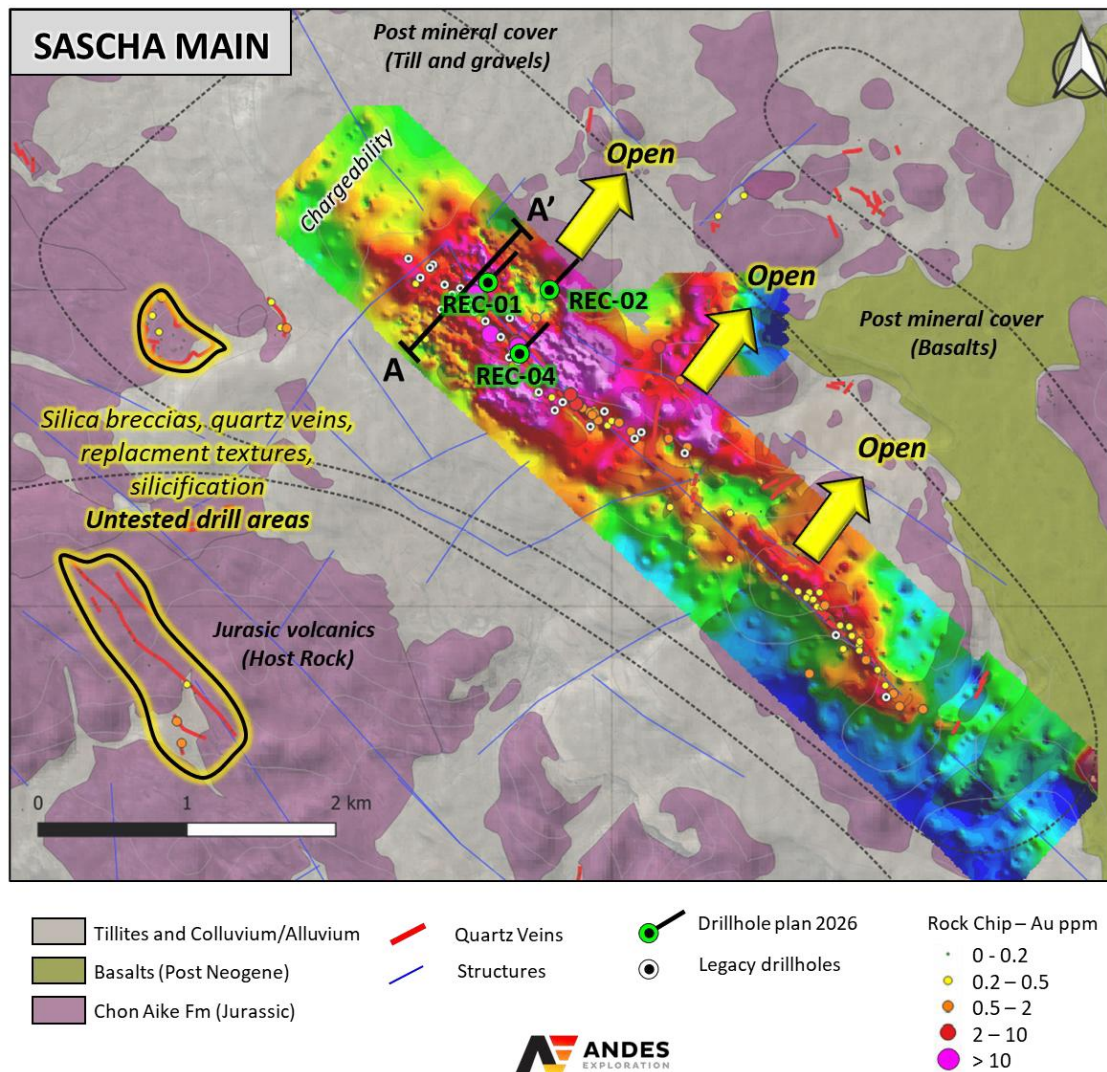 SASCHA MAIN
Post mineral cover
(Till and gravels)
Open
Chargeability
A'
REC-01
REC-02
Open
Post mineral cover
(Basalts)
A
REC-04
Silica breccias, quartz veins,
replacment textures,
silicification
Untested drill areas
Open
Jurasic volcanics
(Host Rock)
0 1 2 km
Tillites and Colluvium/Alluvium
Basalts (Post Neogene)
Chon Aike Fm (Jurassic)
Quartz Veins
Structures
Drillhole plan 2026
Legacy drillholes
Rock Chip – Au ppm
0 - 0.2
0.2 – 0.5
0.5 – 2
2 – 10
> 10
ANDES
EXPLORATION